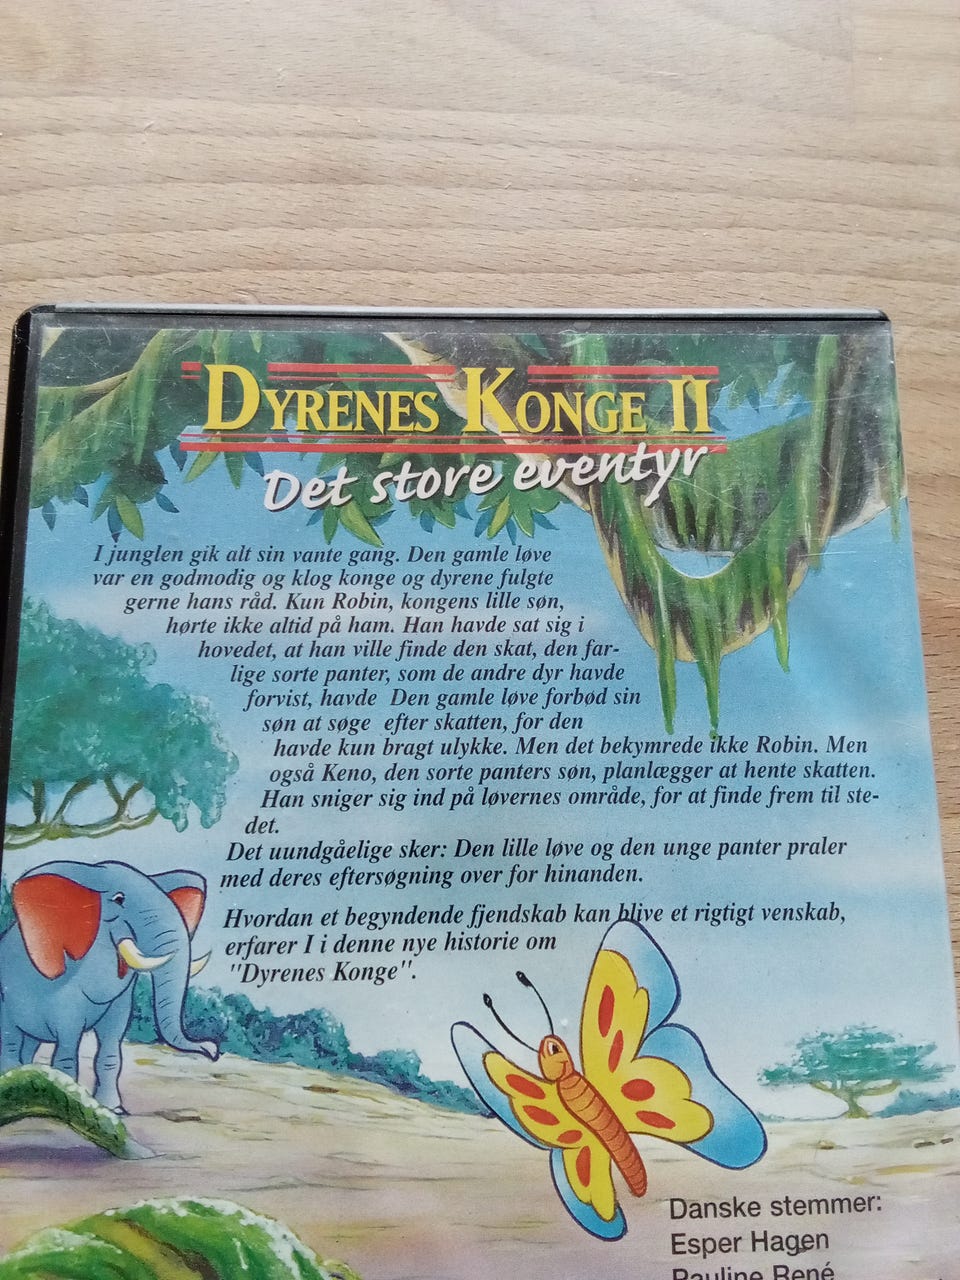 DYRENES KONGE II
Det store eventyr
I junglen gik alt sin vante gang. Den gamle løve
var en godmodig og klog konge og dyrene fulgte
gerne hans råd. Kun Robin, kongens lille søn,
hørte ikke altid på ham. Han havde sat sig i
hovedet, at han ville finde den skat, den far-
lige sorte panter, som de andre dyr havde
forvist, havde Den gamle løve forbød sin
søn at søge efter skatten, for den
havde kun bragt ulykke. Men det bekymrede ikke Robin. Men
også Keno, den sorte panters søn, planlægger at hente skatten.
Han sniger sig ind på løvernes område, for at finde frem til ste-
det.
Det uundgåelige sker: Den lille løve og den unge panter praler
med deres eftersøgning over for hinanden.
Hvordan et begyndende fjendskab kan blive et rigtigt venskab,
erfarer I i denne nye historie om
"Dyrenes Konge".
Danske stemmer:
Esper Hagen
Pauline René